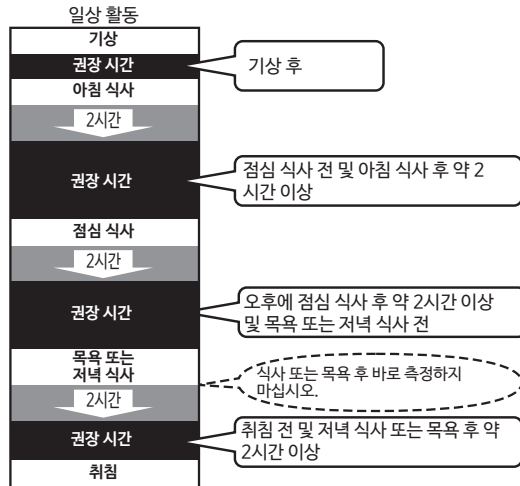 일상 활동
기상
권장 시간
기상 후
아침 식사
2시간
권장 시간
점심 식사 전 및 아침 식사 후 약 2
시간 이상
점심 식사
2시간
권장 시간
오후에 점심 식사 후 약 2시간 이상
및 목욕 또는 저녁 식사 전
목욕 또는
저녁 식사
식사 또는 목욕 후 바로 측정하지
마십시오.
2시간
권장 시간
취침 전 및 저녁 식사 또는 목욕 후 약
2시간 이상
취침